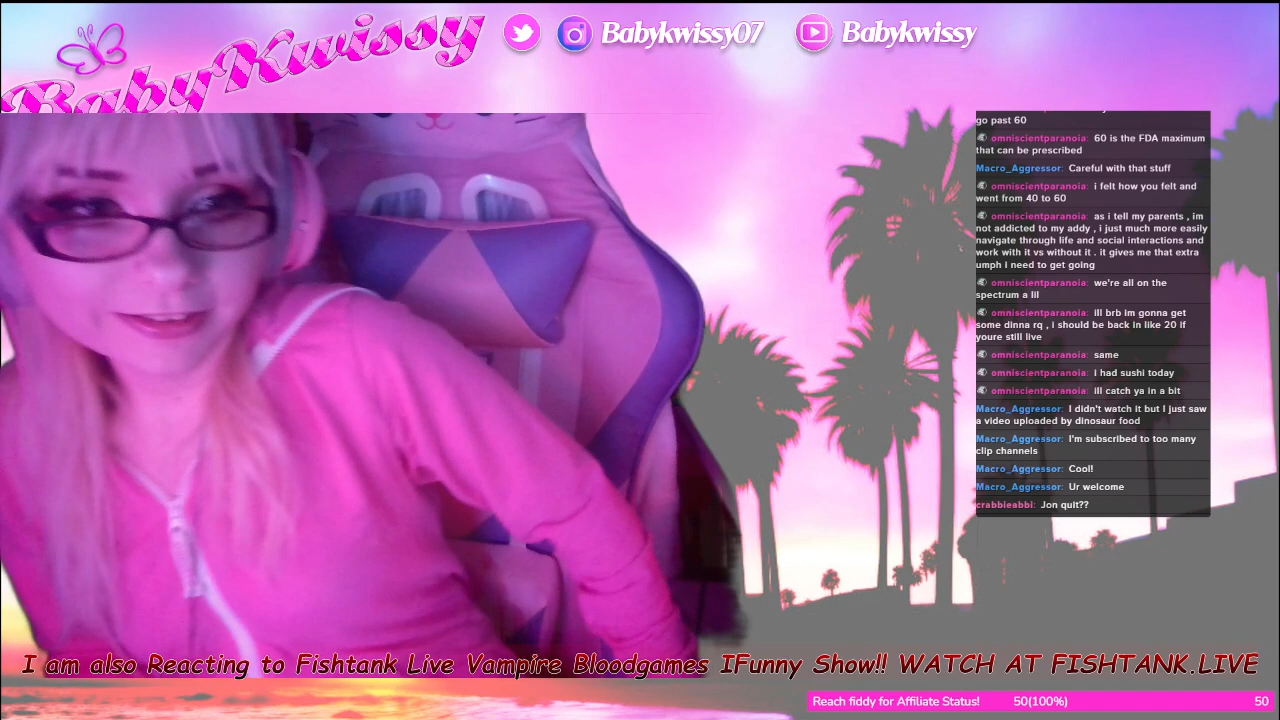 BabyKwissy
Babykwissy07
Babykwissy
go past 60
omniscientparanoia: 60 is the FDA maximum
that can be prescribed
Macro_Aggressor: Careful with that stuff
omniscientparanoia: i felt how you felt and
went from 40 to 60
omniscientparanoia: as i tell my parents , im
not addicted to my addy , i just much more easily
navigate through life and social interactions and
work with it vs without it . it gives me that extra
umph i need to get going
omniscientparanoia: we're all on the
spectrum a lil
omniscientparanoia: ill brb im gonna get
some dinna rq , i should be back in like 20 if
youre still live
omniscientparanoia: same
omniscientparanoia: I had sushi today
omniscientparanoia: ill catch ya in a bit
Macro_Aggressor: I didn't watch it but I just saw
a video uploaded by dinosaur food
Macro_Aggressor: I'm subscribed to too many
clip channels
Macro_Aggressor: Cool!
Macro_Aggressor: Ur welcome
crabbieabbi: Jon quit??
I am also Reacting to Fishtank Live Vampire Bloodgames IFunny Show!! WATCH AT FISHTANK.LIVE
Reach fiddy for Affiliate Status! 50(100%) 50